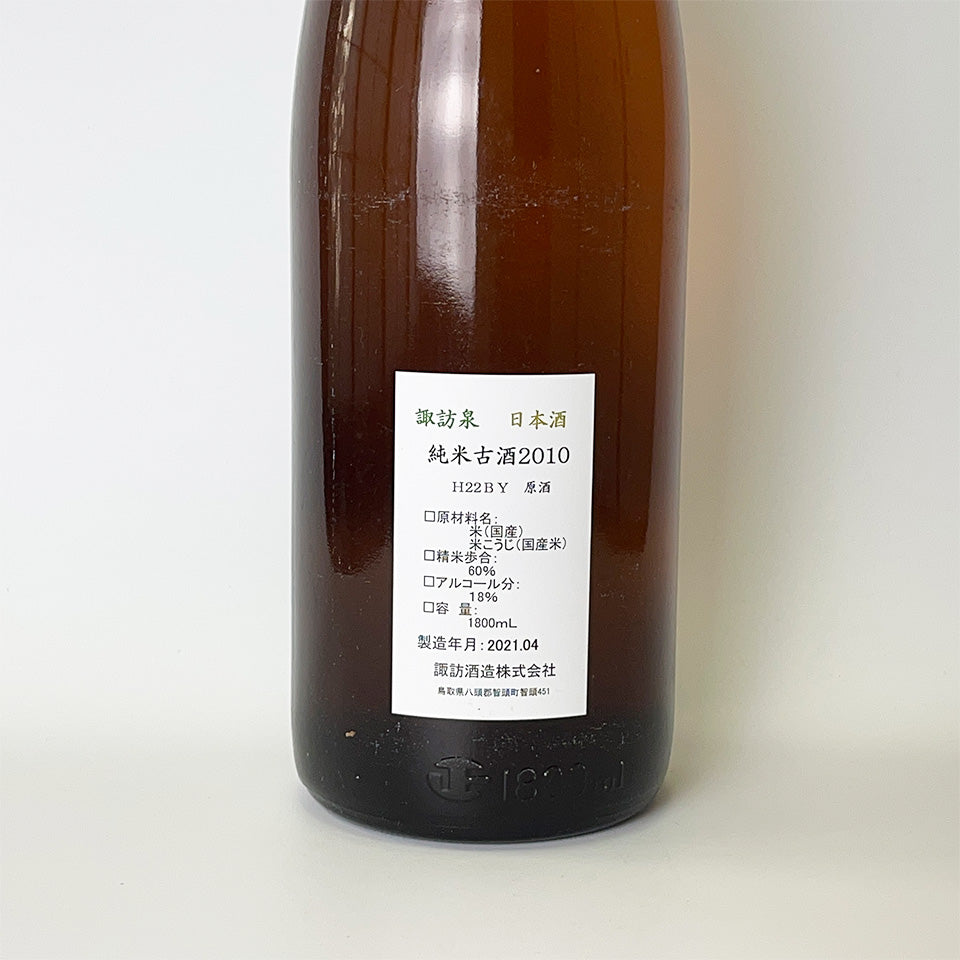 諏訪泉　日本酒
純米古酒2010
H22BY　原酒
□原材料名：
米（国産）
米こうじ（国産米）
□精米歩合：
60％
□アルコール分：
18％
□容 量：
1800mL
製造年月：2021.04
諏訪酒造株式会社
鳥取県八頭郡智頭町智頭451
正 1800ml